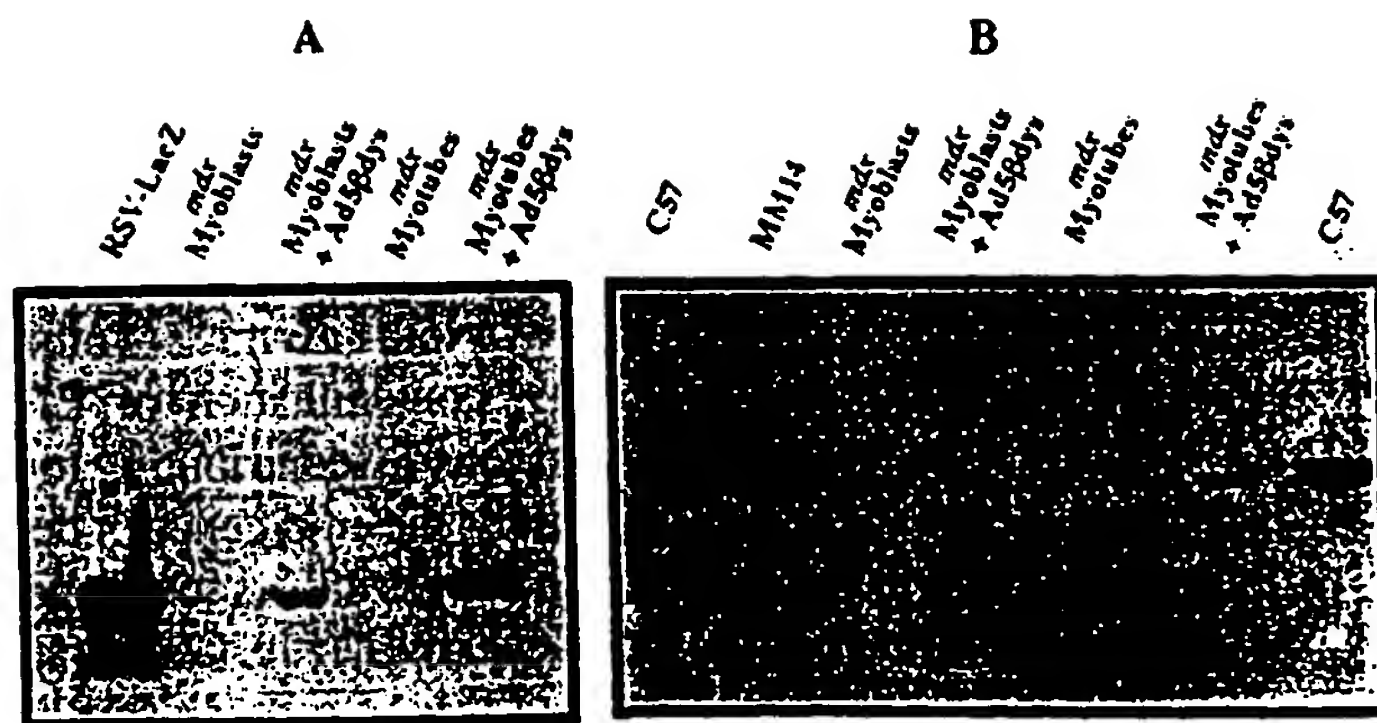 A
B
RSV-LacZ
mdx
Myoblasts
mdx
Myoblasts
+ Ad5βdys
mdx
Myotubes
mdx
Myotubes
+ Ad5βdys
C57
MM14
mdx
Myoblasts
mdx
Myoblasts
+ Ad5βdys
mdx
Myotubes
mdx
Myotubes
+ Ad5βdys
C57